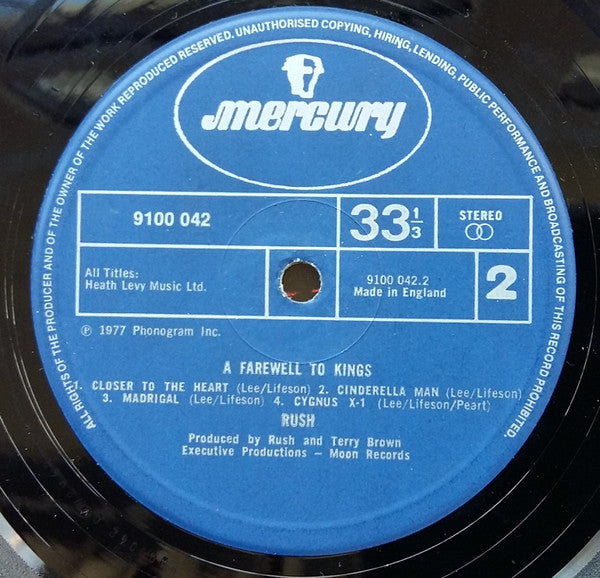 ALL RIGHTS OF THE PRODUCER AND OF THE OWNER OF THE WORK REPRODUCED RESERVED. UNAUTHORISED COPYING, HIRING, LENDING, PUBLIC PERFORMANCE AND BROADCASTING OF THIS RECORD PROHIBITED.
mercury
9100 042
33 1/3
STEREO
All Titles:
Heath Levy Music Ltd.
9100 042.2
Made in England
2
℗ 1977 Phonogram Inc.
A FAREWELL TO KINGS
1. CLOSER TO THE HEART (Lee/Lifeson) 2. CINDERELLA MAN (Lee/Lifeson)
3. MADRIGAL (Lee/Lifeson) 4. CYGNUS X-1 (Lee/Lifeson/Peart)
RUSH
Produced by Rush and Terry Brown
Executive Productions – Moon Records